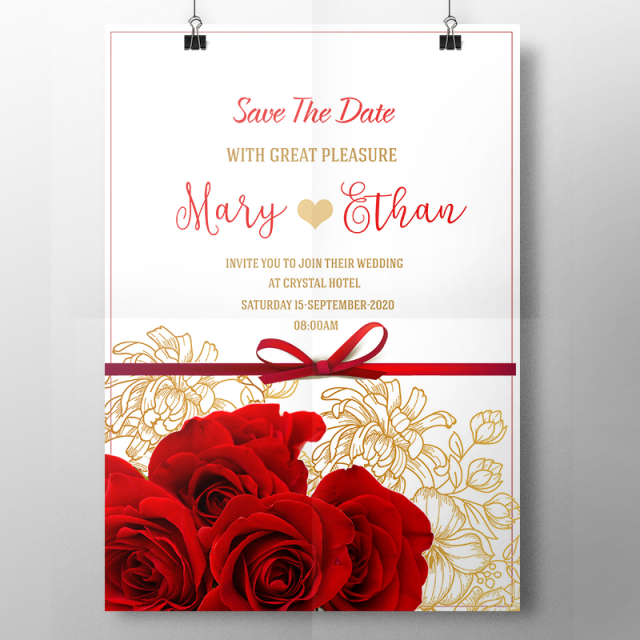 Save The Date
WITH GREAT PLEASURE
Mary Ethan
INVITE YOU TO JOIN THEIR WEDDING
AT CRYSTAL HOTEL
SATURDAY 15-SEPTEMBER-2020
08:00AM